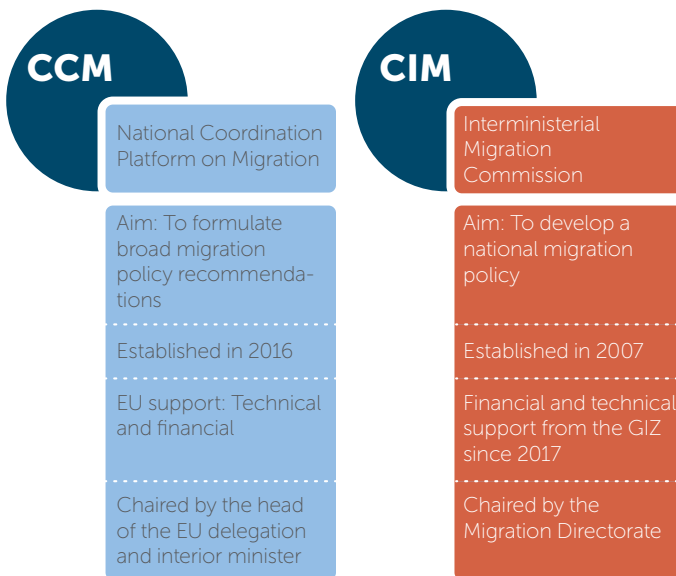 CCM
National Coordination
Platform on Migration
Aim: To formulate
broad migration
policy recommenda-
tions
Established in 2016
EU support: Technical
and financial
Chaired by the head
of the EU delegation
and interior minister
CIM
Interministerial
Migration
Commission
Aim: To develop a
national migration
policy
Established in 2007
Financial and technical
support from the GIZ
since 2017
Chaired by the
Migration Directorate